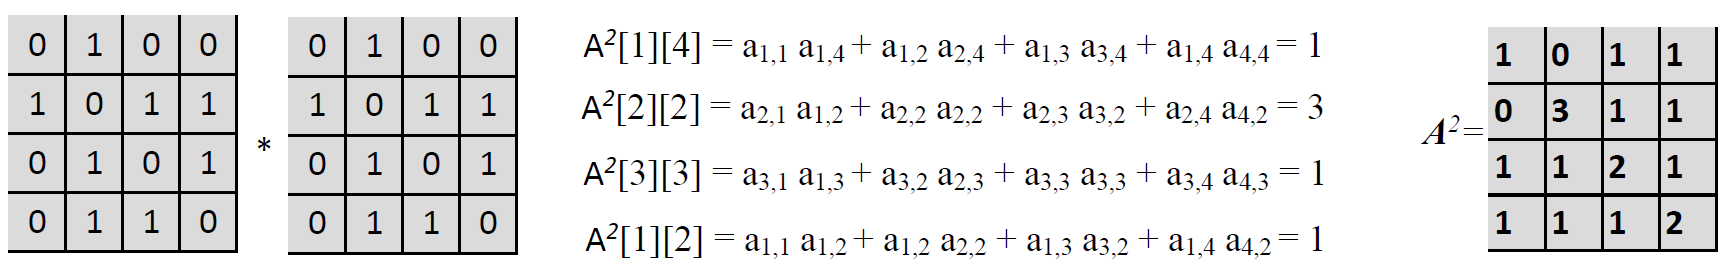 0 1 0 0
1 0 1 1
0 1 0 1
0 1 1 0
*
0 1 0 0
1 0 1 1
0 1 0 1
0 1 1 0
A²[1][4] = a₁,₁ a₁,₄ + a₁,₂ a₂,₄ + a₁,₃ a₃,₄ + a₁,₄ a₄,₄ = 1
A²[2][2] = a₂,₁ a₁,₂ + a₂,₂ a₂,₂ + a₂,₃ a₃,₂ + a₂,₄ a₄,₂ = 3
A²[3][3] = a₃,₁ a₁,₃ + a₃,₂ a₂,₃ + a₃,₃ a₃,₃ + a₃,₄ a₄,₃ = 1
A²[1][2] = a₁,₁ a₁,₂ + a₁,₂ a₂,₂ + a₁,₃ a₃,₂ + a₁,₄ a₄,₂ = 1
A²=
1 0 1 1
0 3 1 1
1 1 2 1
1 1 1 2